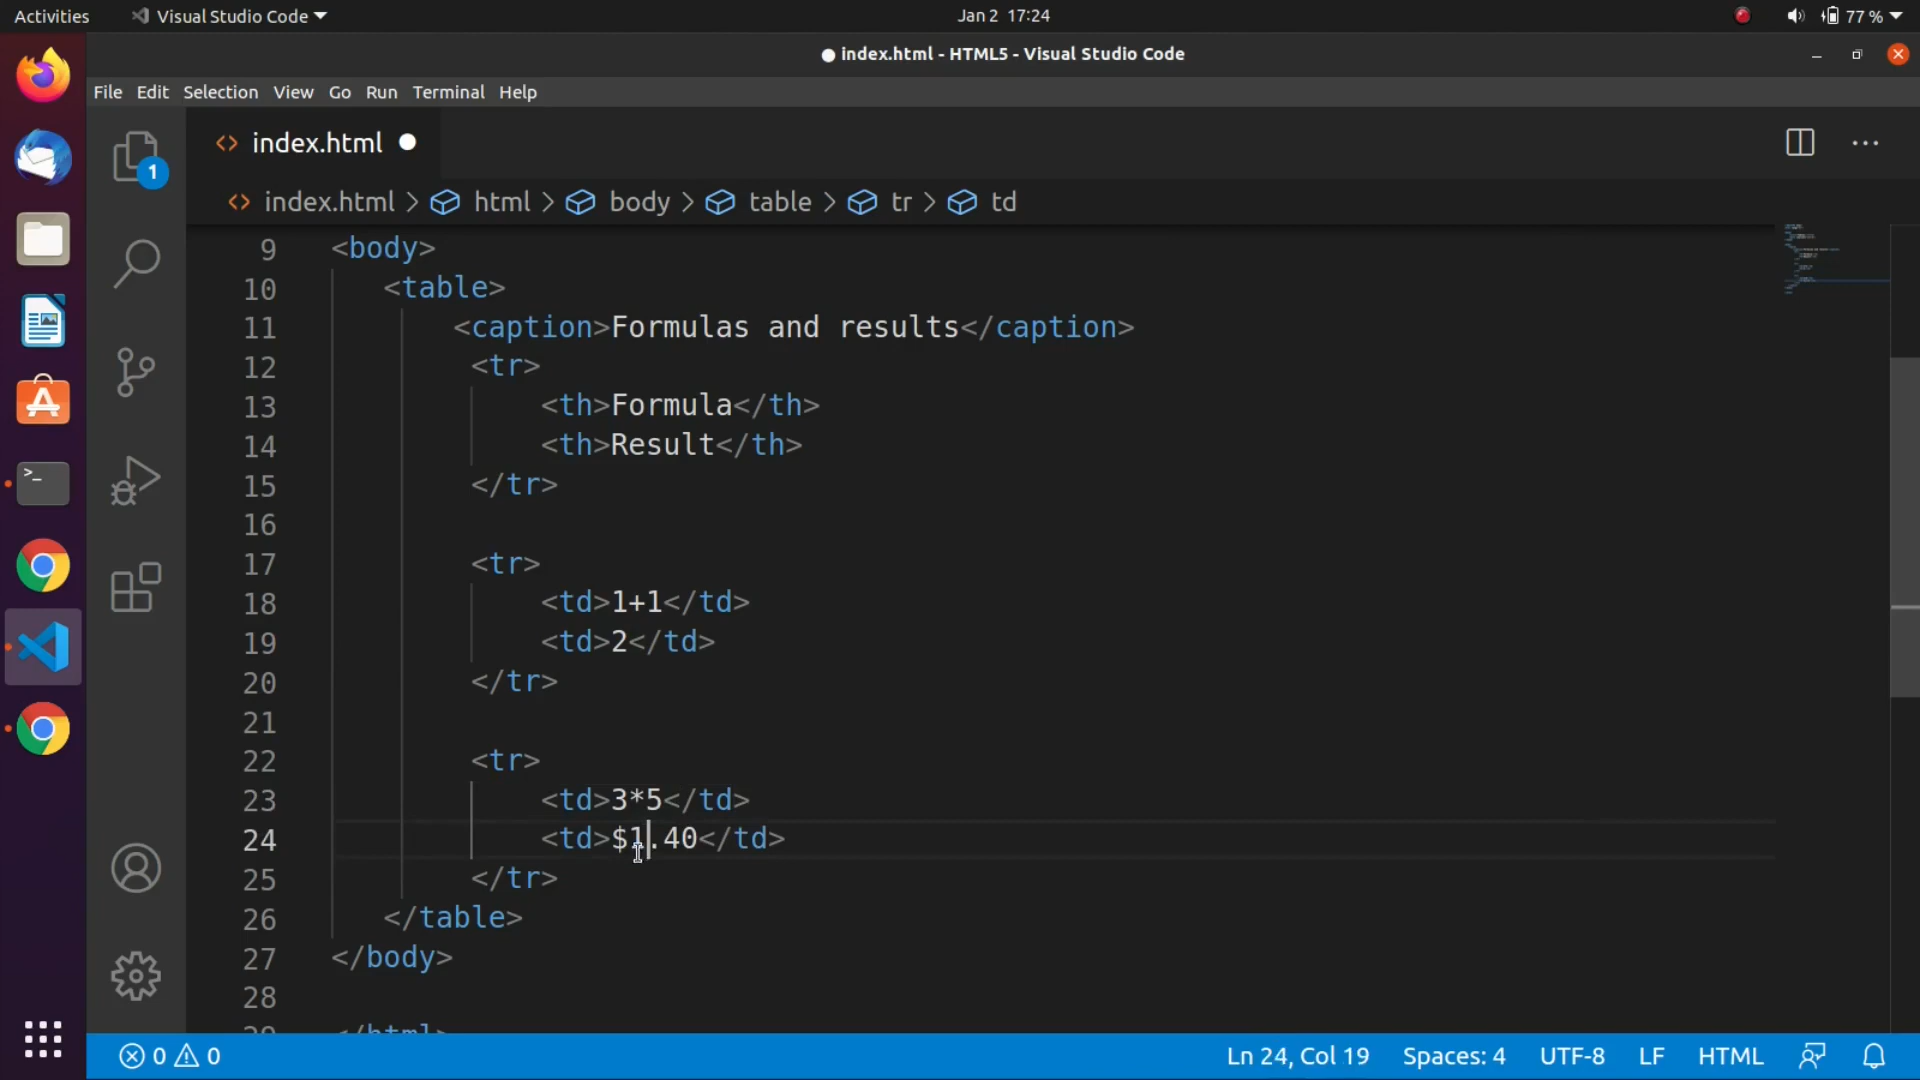 Activities Visual Studio Code Jan 2 17:24 77 %
● index.html - HTML5 - Visual Studio Code
File Edit Selection View Go Run Terminal Help
<> index.html ●
1
<> index.html > html > body > table > tr > td
9 <body>
10 <table>
11 <caption>Formulas and results</caption>
12 <tr>
13 <th>Formula</th>
14 <th>Result</th>
15 </tr>
16
17 <tr>
18 <td>1+1</td>
19 <td>2</td>
20 </tr>
21
22 <tr>
23 <td>3*5</td>
24 <td>$1.40</td>
25 </tr>
26 </table>
27 </body>
28
29 </html>
0 0 Ln 24, Col 19 Spaces: 4 UTF-8 LF HTML